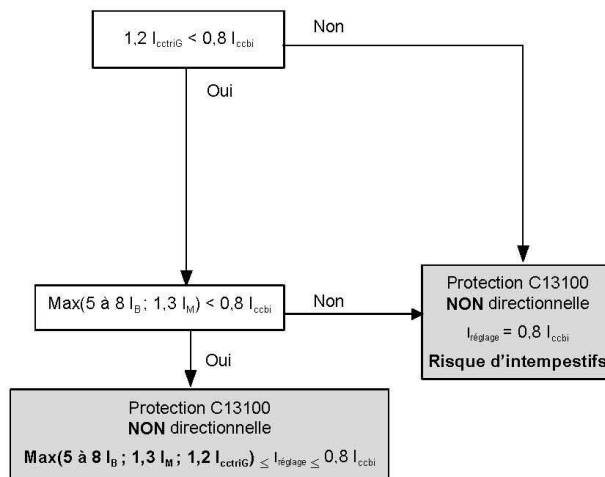 1,2 IcctriG < 0,8 Iccbi
Non
Oui
Max(5 à 8 IB ; 1,3 IM) < 0,8 Iccbi
Non
Oui
Protection C13100
NON directionnelle
Iréglage = 0,8 Iccbi
Risque d'intempestifs
Protection C13100
NON directionnelle
Max(5 à 8 IB ; 1,3 IM ; 1,2 IcctriG) ≤ Iréglage ≤ 0,8 Iccbi